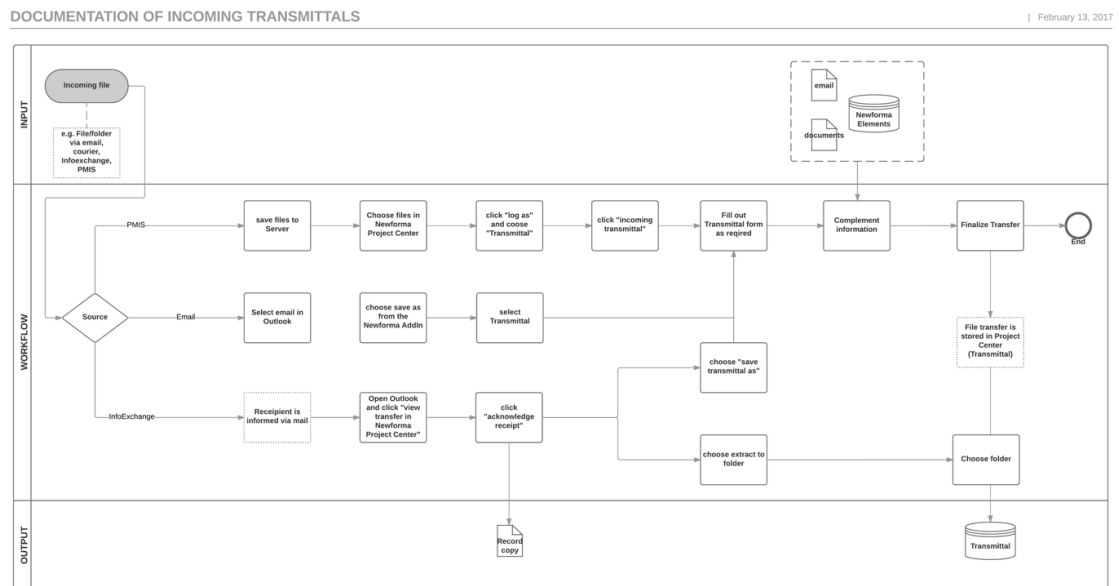 DOCUMENTATION OF INCOMING TRANSMITTALS
| February 13, 2017
INPUT
Incoming file
e.g. File/folder
via email,
courier,
Infoexchange,
PMIS
email
documents
Newforma
Elements
WORKFLOW
PMIS
save files to
Server
Choose files in
Newforma
Project Center
click "log as"
and coose
"Transmittal"
click "incoming
transmittal"
Fill out
Transmittal form
as reqired
Complement
information
Finalize Transfer
End
Source
Email
Select email in
Outlook
choose save as
from the
Newforma AddIn
select
Transmittal
File transfer is
stored in Project
Center
(Transmittal)
choose "save
transmittal as"
InfoExchange
Receipient is
informed via mail
Open Outlook
and click "view
transfer in
Newforma
Project Center"
click
"acknowledge
receipt"
choose extract to
folder
Choose folder
OUTPUT
Record
copy
Transmittal